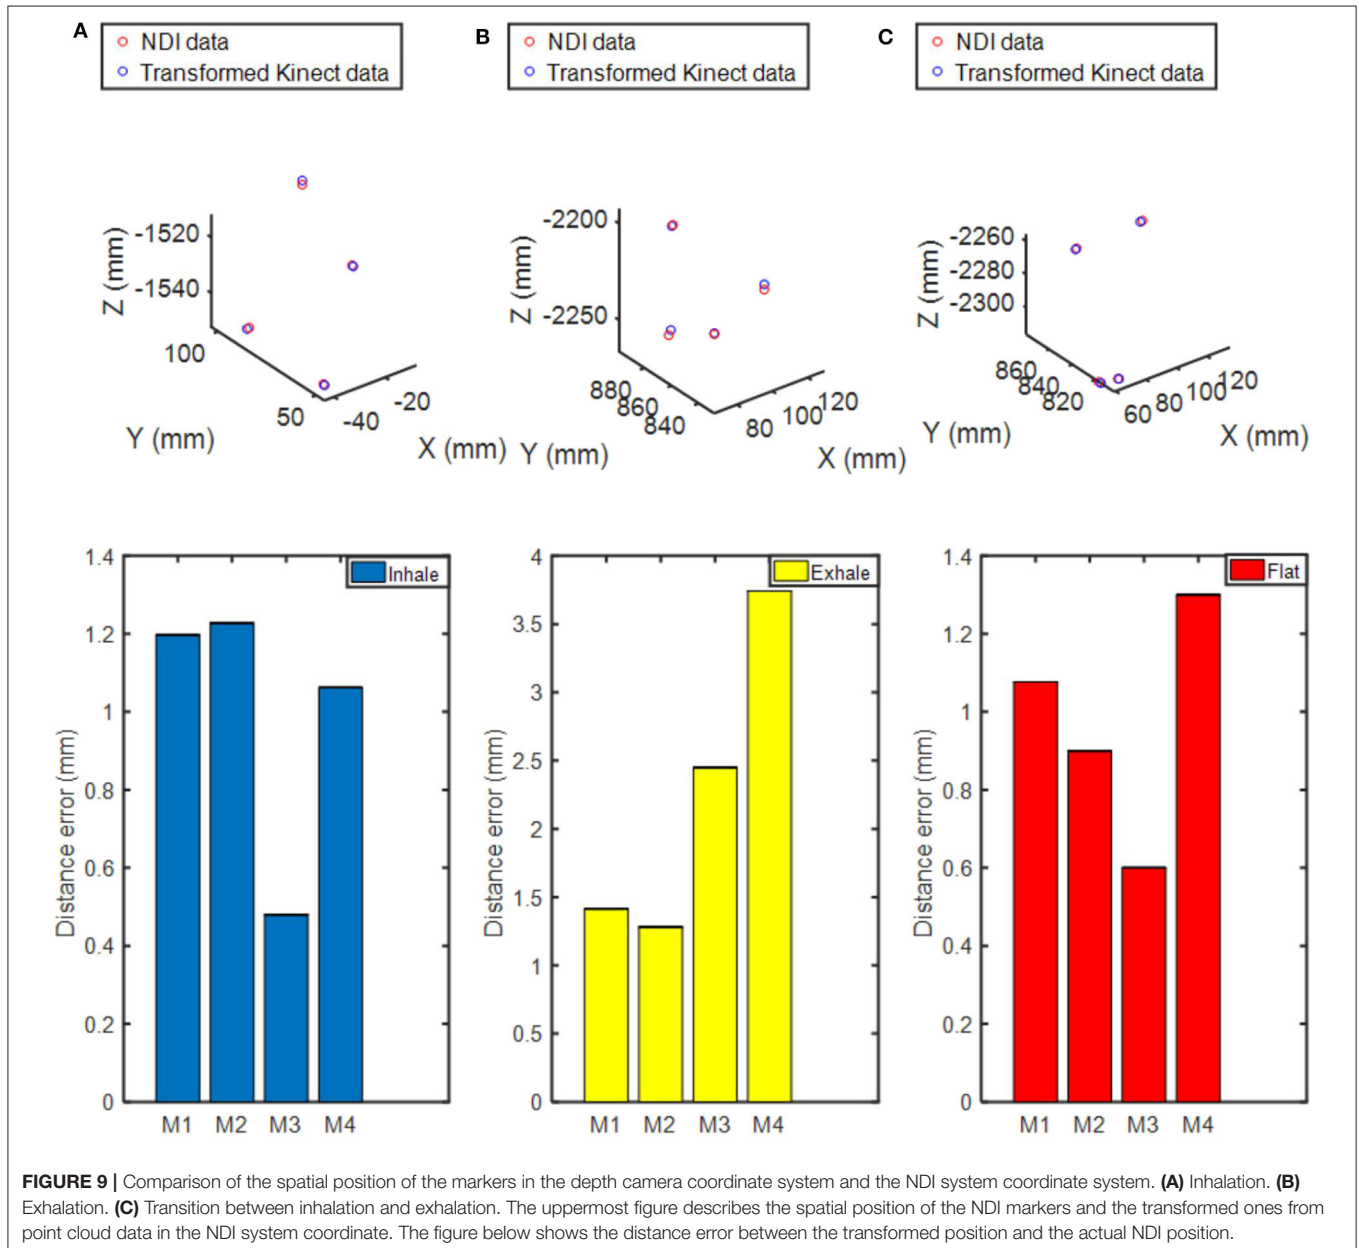 A
NDI data
Transformed Kinect data
B
NDI data
Transformed Kinect data
C
NDI data
Transformed Kinect data
Z (mm)
-1520
-1540
100
50
-40
-20
Y (mm)
X (mm)
Z (mm)
-2200
-2250
880
860
840
80
100
120
Y (mm)
X (mm)
Z (mm)
-2260
-2280
-2300
860
840
820
60
80
100
120
Y (mm)
X (mm)
Inhale
Distance error (mm)
1.4
1.2
1
0.8
0.6
0.4
0.2
0
M1 M2 M3 M4
Exhale
Distance error (mm)
4
3.5
3
2.5
2
1.5
1
0.5
0
M1 M2 M3 M4
Flat
Distance error (mm)
1.4
1.2
1
0.8
0.6
0.4
0.2
0
M1 M2 M3 M4
FIGURE 9 | Comparison of the spatial position of the markers in the depth camera coordinate system and the NDI system coordinate system. (A) Inhalation. (B)
Exhalation. (C) Transition between inhalation and exhalation. The uppermost figure describes the spatial position of the NDI markers and the transformed ones from
point cloud data in the NDI system coordinate. The figure below shows the distance error between the transformed position and the actual NDI position.